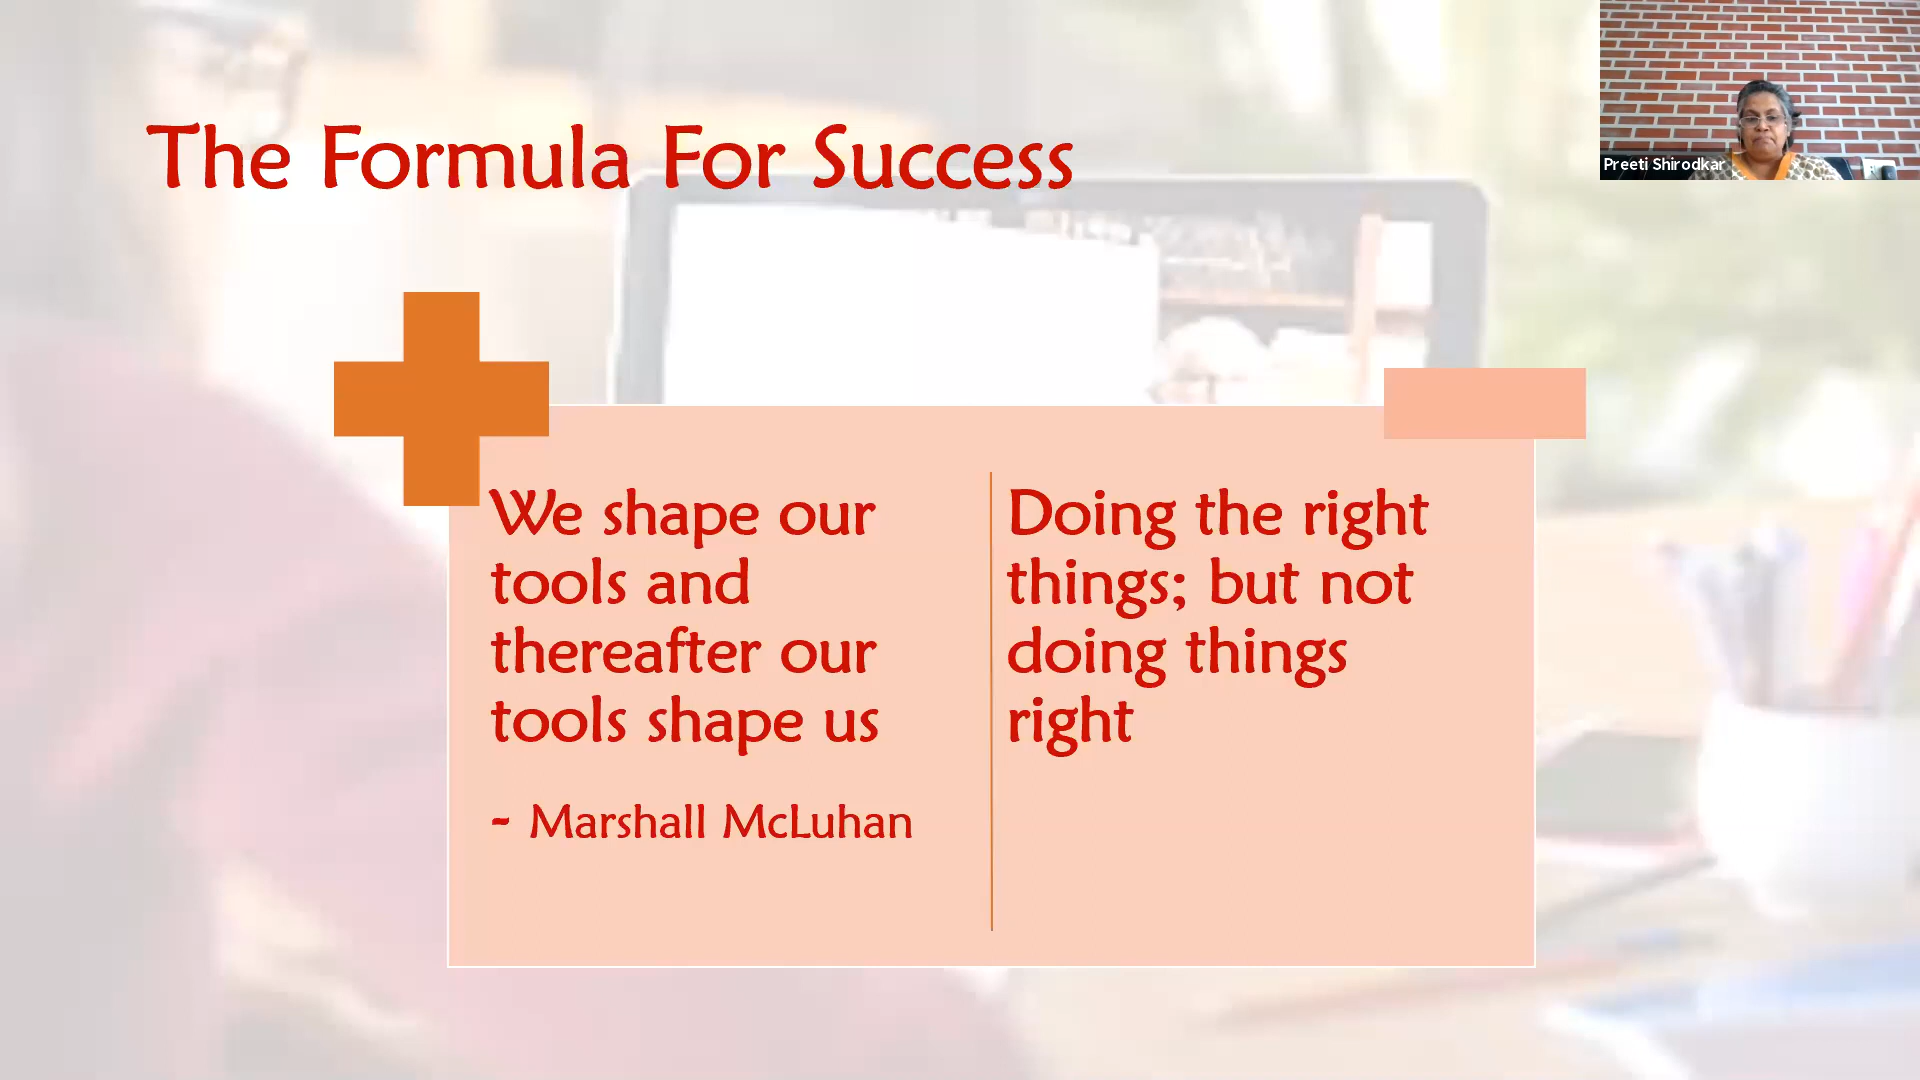 The Formula For Success
Preeti Shirodkar
We shape our
tools and
thereafter our
tools shape us
- Marshall McLuhan
Doing the right
things; but not
doing things
right